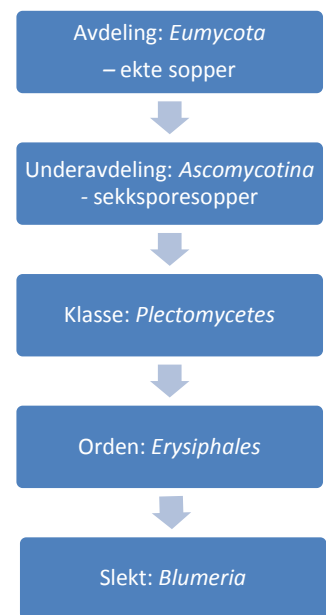 Avdeling: Eumycota
– ekte sopper
Underavdeling: Ascomycotina
- sekksporesopper
Klasse: Plectomycetes
Orden: Erysiphales
Slekt: Blumeria